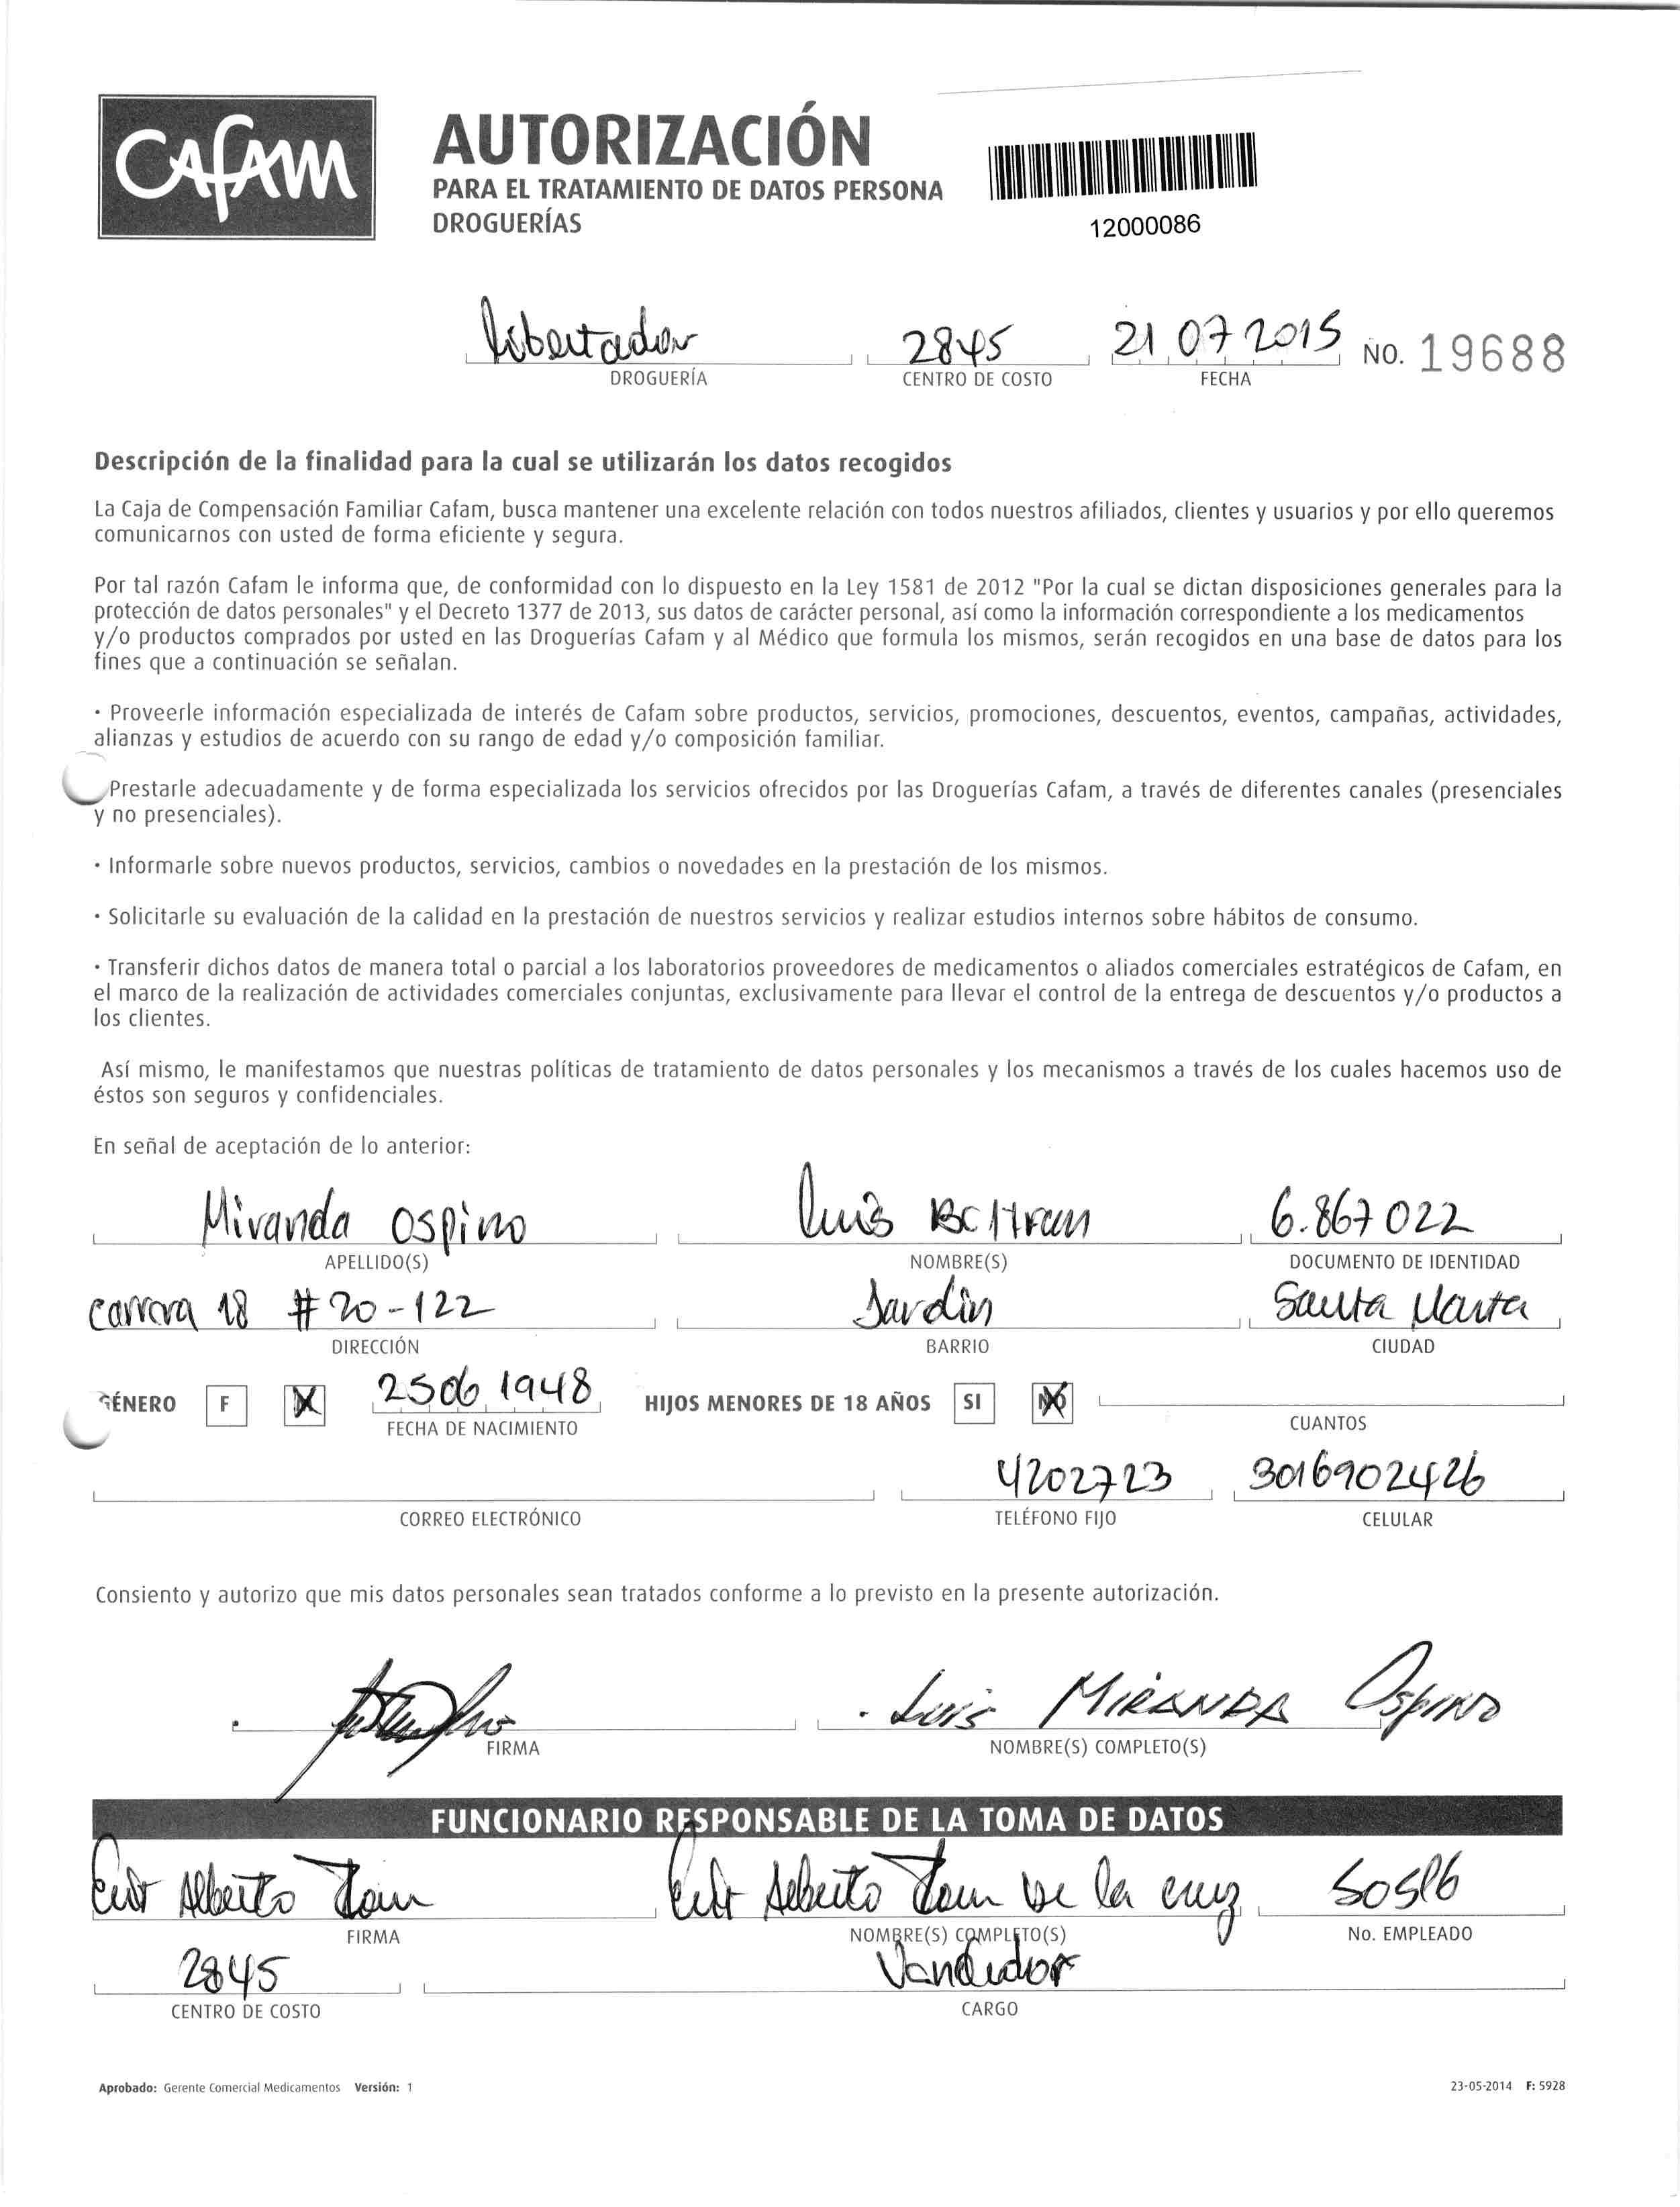 CAFAM
AUTORIZACIÓN
PARA EL TRATAMIENTO DE DATOS PERSONA
DROGUERÍAS
12000086
Libertador 2845 21 07 2015 NO. 19688
DROGUERÍA CENTRO DE COSTO FECHA
Descripción de la finalidad para la cual se utilizarán los datos recogidos
La Caja de Compensación Familiar Cafam, busca mantener una excelente relación con todos nuestros afiliados, clientes y usuarios y por ello queremos
comunicarnos con usted de forma eficiente y segura.
Por tal razón Cafam le informa que, de conformidad con lo dispuesto en la Ley 1581 de 2012 "Por la cual se dictan disposiciones generales para la
protección de datos personales" y el Decreto 1377 de 2013, sus datos de carácter personal, así como la información correspondiente a los medicamentos
y/o productos comprados por usted en las Droguerías Cafam y al Médico que formula los mismos, serán recogidos en una base de datos para los
fines que a continuación se señalan.
· Proveerle información especializada de interés de Cafam sobre productos, servicios, promociones, descuentos, eventos, campañas, actividades,
alianzas y estudios de acuerdo con su rango de edad y/o composición familiar.
Prestarle adecuadamente y de forma especializada los servicios ofrecidos por las Droguerías Cafam, a través de diferentes canales (presenciales
y no presenciales).
· Informarle sobre nuevos productos, servicios, cambios o novedades en la prestación de los mismos.
· Solicitarle su evaluación de la calidad en la prestación de nuestros servicios y realizar estudios internos sobre hábitos de consumo.
· Transferir dichos datos de manera total o parcial a los laboratorios proveedores de medicamentos o aliados comerciales estratégicos de Cafam, en
el marco de la realización de actividades comerciales conjuntas, exclusivamente para llevar el control de la entrega de descuentos y/o productos a
los clientes.
Así mismo, le manifestamos que nuestras políticas de tratamiento de datos personales y los mecanismos a través de los cuales hacemos uso de
éstos son seguros y confidenciales.
En señal de aceptación de lo anterior:
Miranda Ospino Luis Beltran 6.867022
APELLIDO(S) NOMBRE(S) DOCUMENTO DE IDENTIDAD
Carrera 18 # 20-122 Jardin Santa Marta
DIRECCIÓN BARRIO CIUDAD
GÉNERO F X 25 06 1948 HIJOS MENORES DE 18 AÑOS SI NO
FECHA DE NACIMIENTO CUANTOS
4202723 3016902426
CORREO ELECTRÓNICO TELÉFONO FIJO CELULAR
Consiento y autorizo que mis datos personales sean tratados conforme a lo previsto en la presente autorización.
Luis MIRANDA Ospino
FIRMA NOMBRE(S) COMPLETO(S)
FUNCIONARIO RESPONSABLE DE LA TOMA DE DATOS
Alberto Alberto De la cruz
FIRMA NOMBRE(S) COMPLETO(S) No. EMPLEADO
2845 Vendedor
CENTRO DE COSTO CARGO
Aprobado: Gerente Comercial Medicamentos Versión: 1 23-05-2014 F: 5928